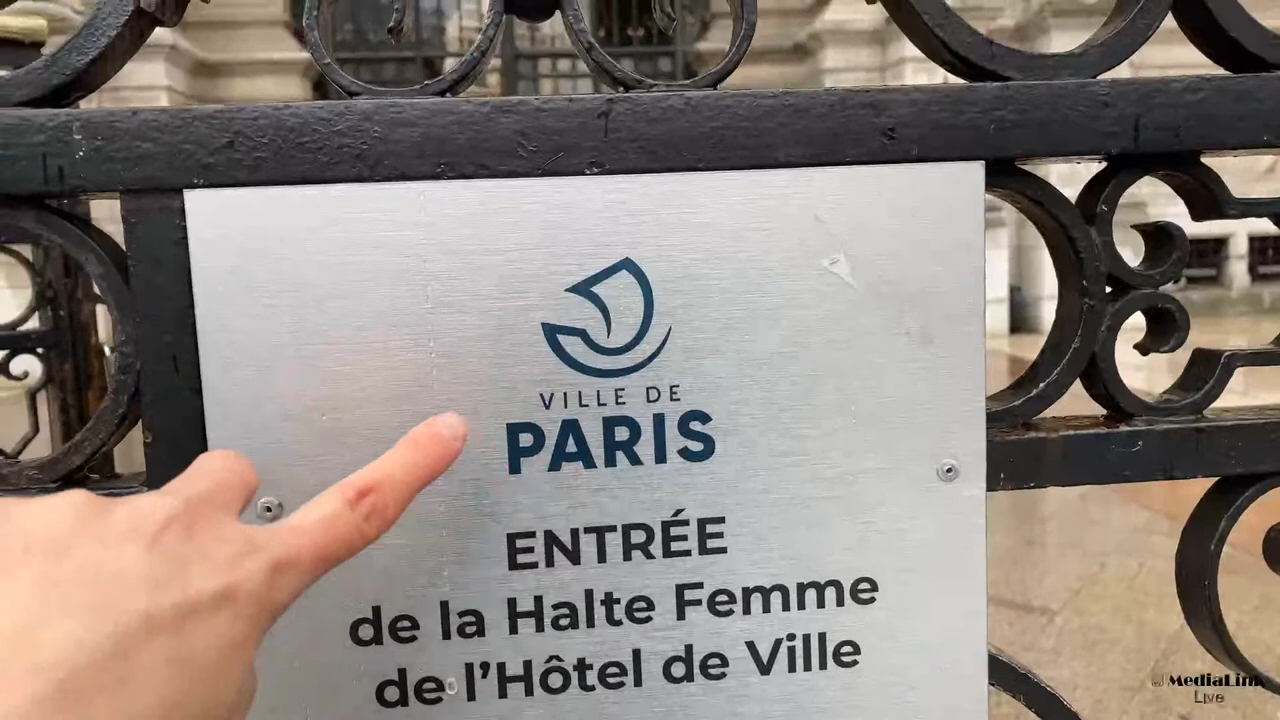 VILLE DE
PARIS
ENTRÉE
de la Halte Femme
de l'Hôtel de Ville
MediaLink
Live